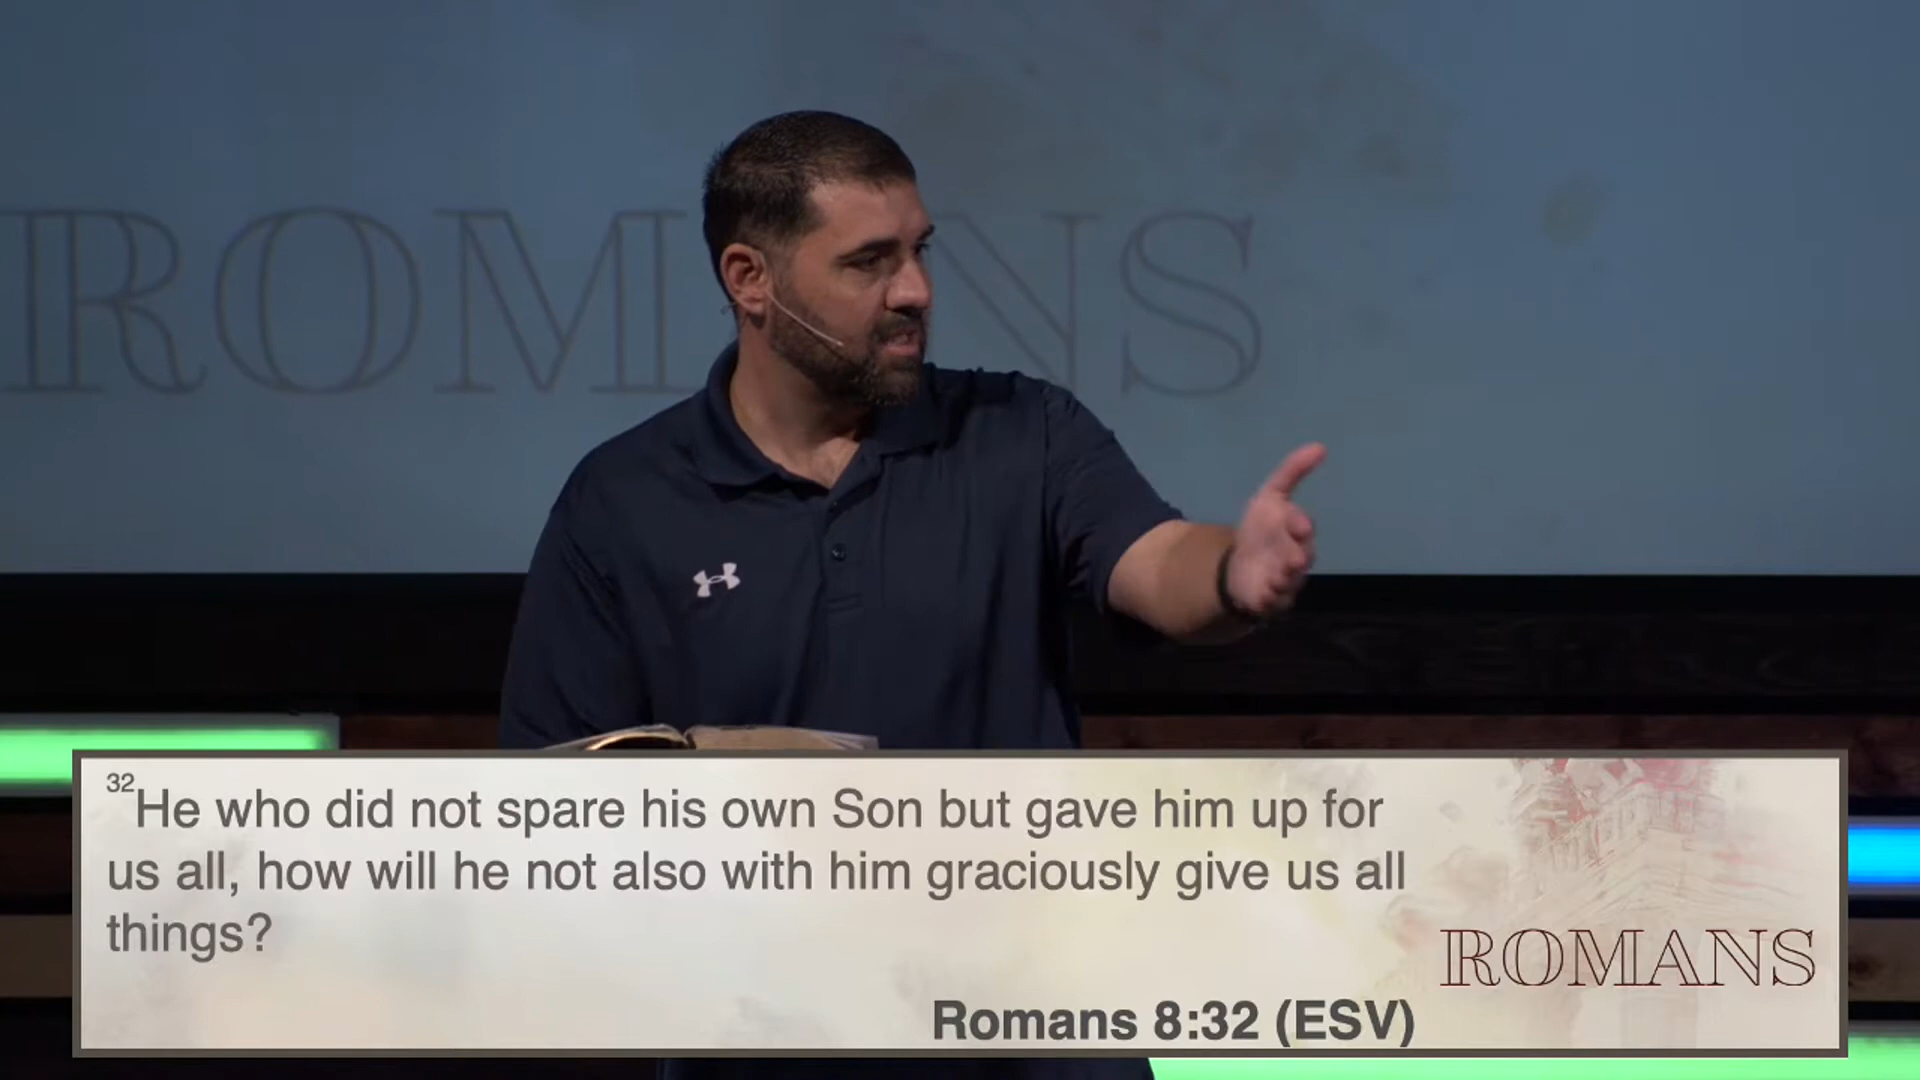 ROMANS
32He who did not spare his own Son but gave him up for
us all, how will he not also with him graciously give us all
things?
ROMANS
Romans 8:32 (ESV)